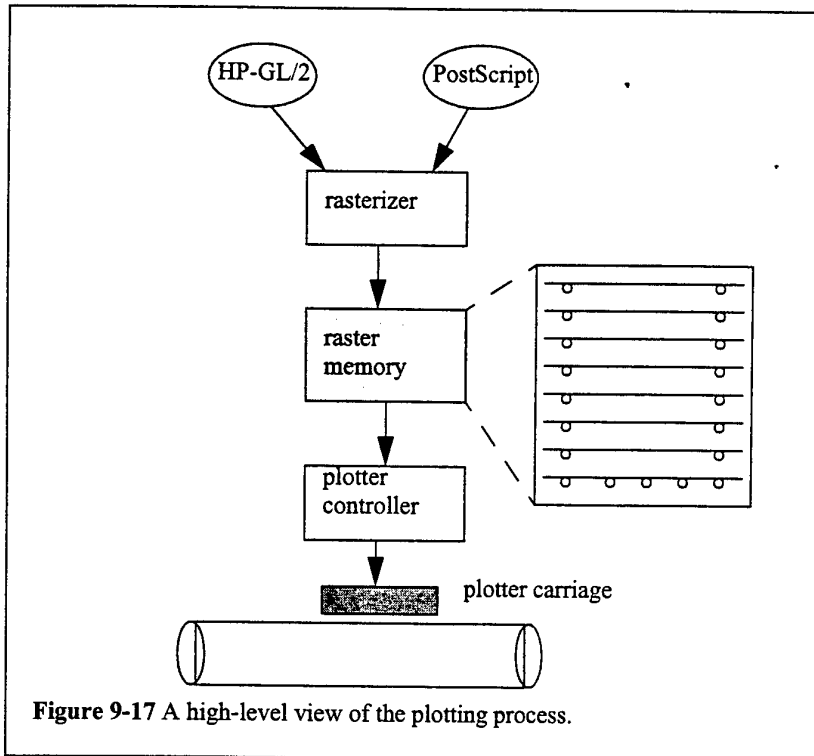 HP-GL/2
PostScript
rasterizer
raster
memory
plotter
controller
plotter carriage
Figure 9-17 A high-level view of the plotting process.